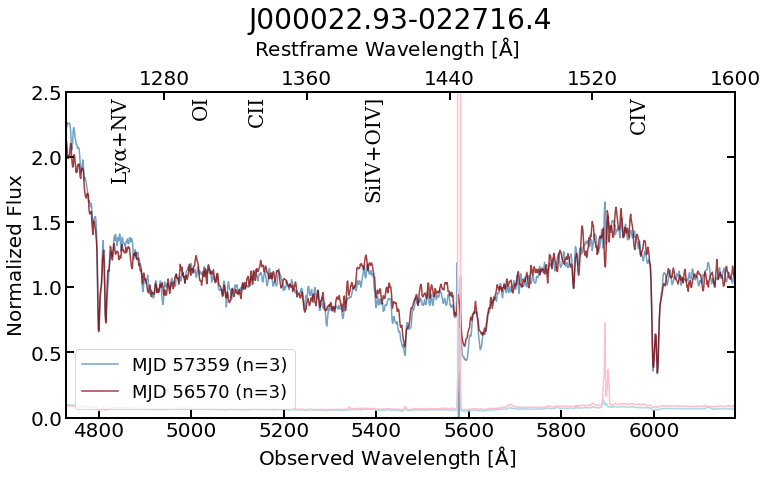 J000022.93-022716.4
Restframe Wavelength [Å]
1280 1360 1440 1520 1600
Lyα+NV
OI
CII
SiIV+OIV]
CIV
Normalized Flux
2.5
2.0
1.5
1.0
0.5
0.0
MJD 57359 (n=3)
MJD 56570 (n=3)
4800 5000 5200 5400 5600 5800 6000
Observed Wavelength [Å]